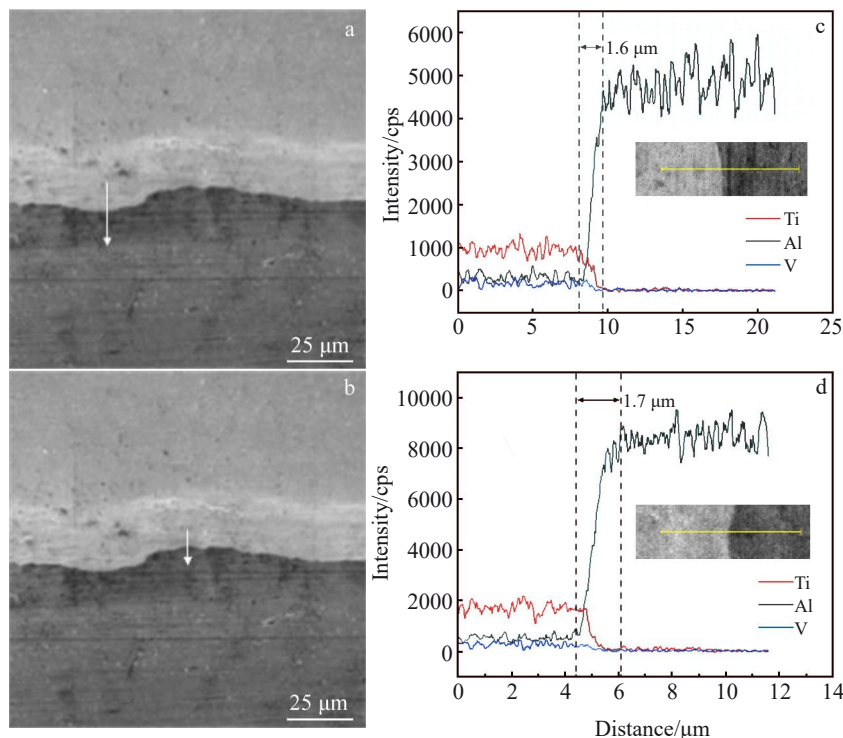 a
25 μm
b
25 μm
c
1.6 μm
6000
5000
4000
3000
2000
1000
0
Intensity/cps
Ti
Al
V
0 5 10 15 20 25
d
1.7 μm
10000
8000
6000
4000
2000
0
Intensity/cps
Ti
Al
V
0 2 4 6 8 10 12 14
Distance/μm